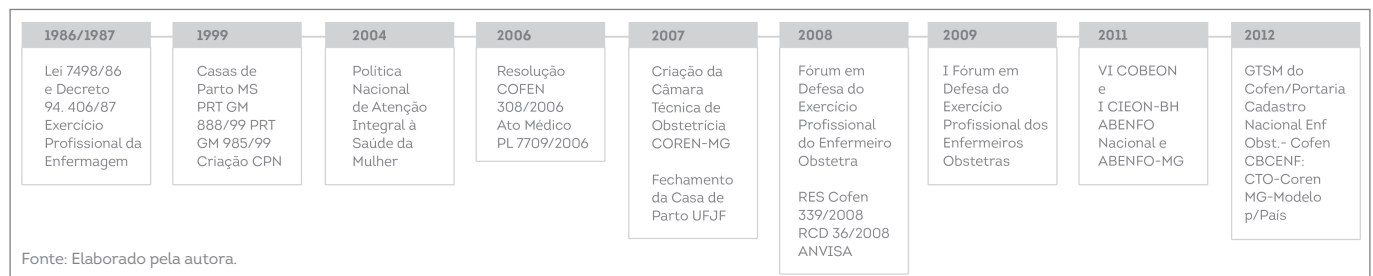 1986/1987
Lei 7498/86
e Decreto
94. 406/87
Exercício
Profissional da
Enfermagem
1999
Casas de
Parto MS
PRT GM
888/99 PRT
GM 985/99
Criação CPN
2004
Política
Nacional
de Atenção
Integral à
Saúde da
Mulher
2006
Resolução
COFEN
308/2006
Ato Médico
PL 7709/2006
2007
Criação da
Câmara
Técnica de
Obstetrícia
COREN-MG
Fechamento
da Casa de
Parto UFJF
2008
Fórum em
Defesa do
Exercício
Profissional
do Enfermeiro
Obstetra
RES Cofen
339/2008
RCD 36/2008
ANVISA
2009
I Fórum em
Defesa do
Exercício
Profissional dos
Enfermeiros
Obstetras
2011
VI COBEON
e
I CIEON-BH
ABENFO
Nacional e
ABENFO-MG
2012
GTSM do
Cofen/Portaria
Cadastro
Nacional Enf
Obst.- Cofen
CBCENF:
CTO-Coren
MG-Modelo
p/País
Fonte: Elaborado pela autora.